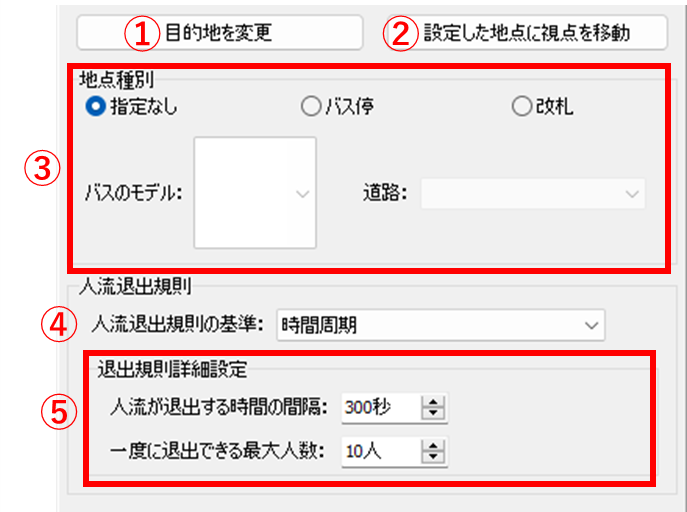 ① 目的地を変更 ② 設定した地点に視点を移動
地点種別
指定なし バス停 改札
③
バスのモデル: 道路:
人流退出規則
④ 人流退出規則の基準: 時間周期
退出規則詳細設定
⑤ 人流が退出する時間の間隔: 300秒
一度に退出できる最大人数: 10人